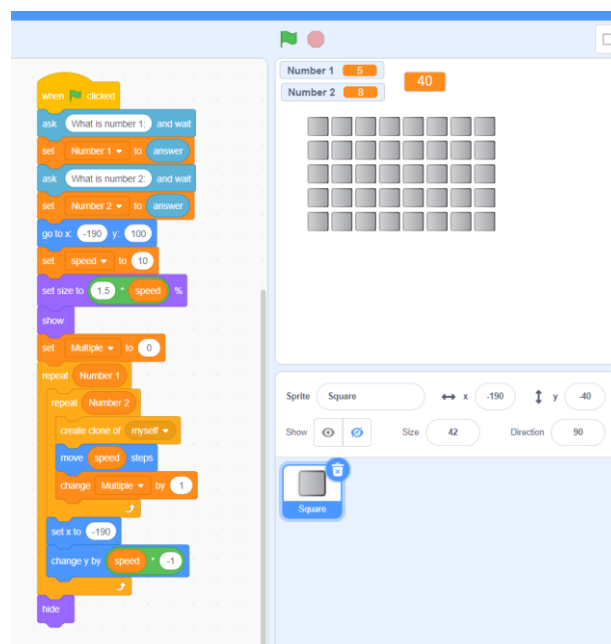 when clicked
ask What is number 1: and wait
set Number 1 to answer
ask What is number 2: and wait
set Number 2 to answer
go to x: -190 y: 100
set speed to 10
set size to 1.5 * speed %
show
set Multiple to 0
repeat Number 1
repeat Number 2
create clone of myself
move speed steps
change Multiple by 1
set x to -190
change y by speed * -1
hide
Number 1 5
Number 2 8
40
Sprite Square x -190 y -40
Show Size 42 Direction 90
Square